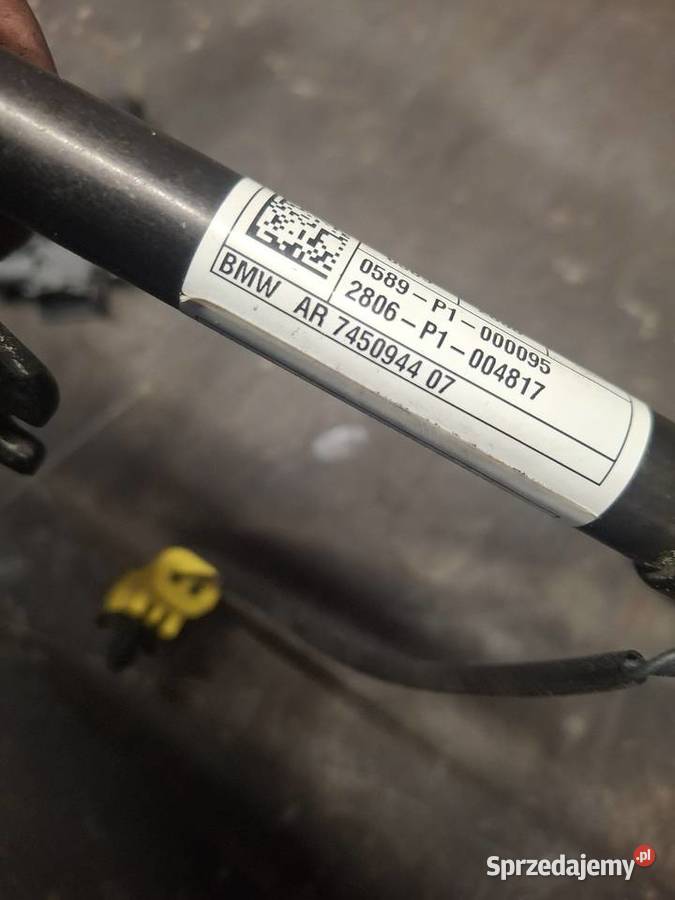 0589-P1-000095
2806-P1-004817
BMW AR 7450944 07
Sprzedajemy.pl